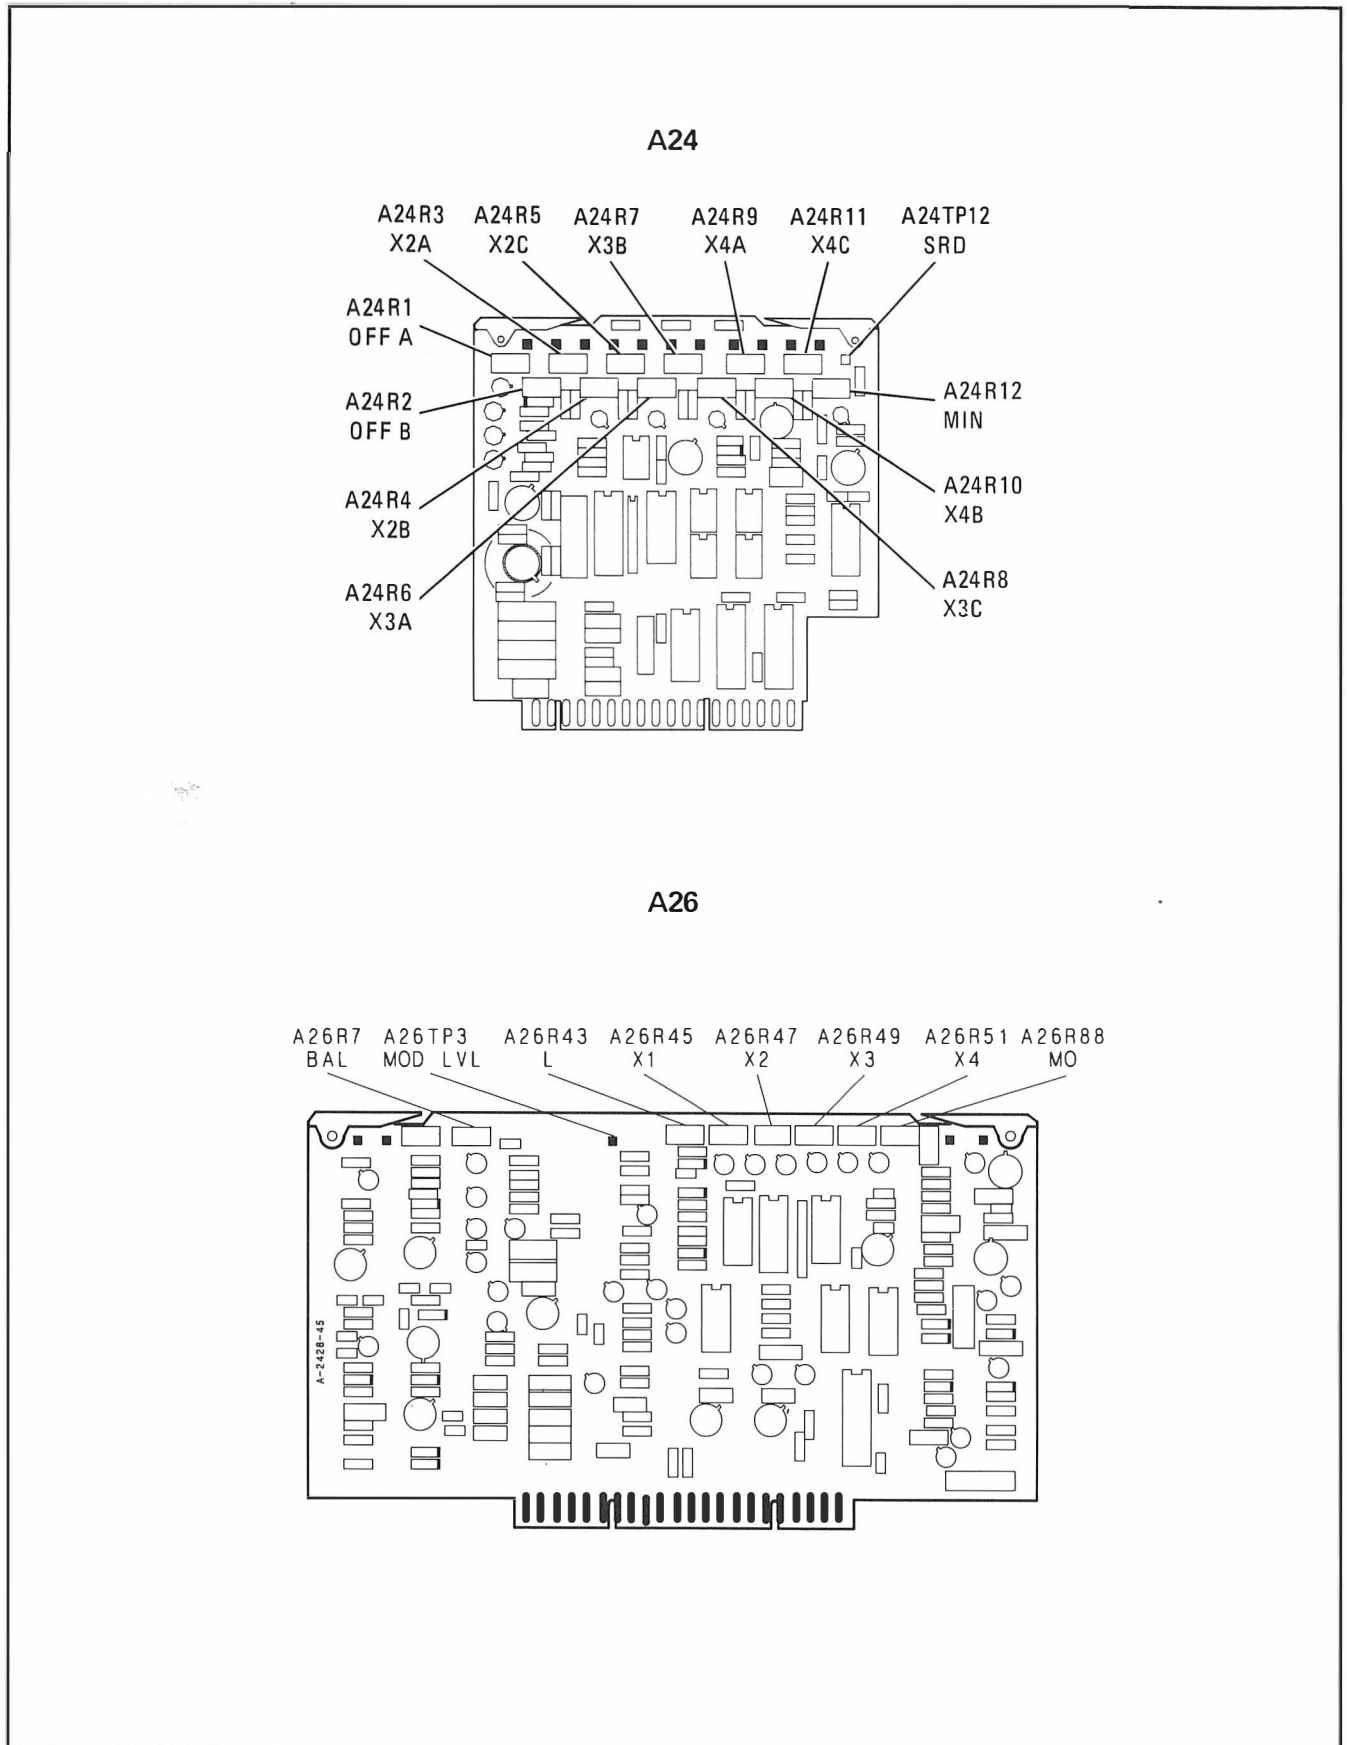 A24
A24R3 A24R5 A24R7 A24R9 A24R11 A24TP12
X2A X2C X3B X4A X4C SRD
A24R1
OFF A
A24R2
OFF B
A24R12
MIN
A24R4
X2B
A24R10
X4B
A24R6
X3A
A24R8
X3C
A26
A26R7 A26TP3 A26R43 A26R45 A26R47 A26R49 A26R51 A26R88
BAL MOD LVL L X1 X2 X3 X4 MO
A-2428-45